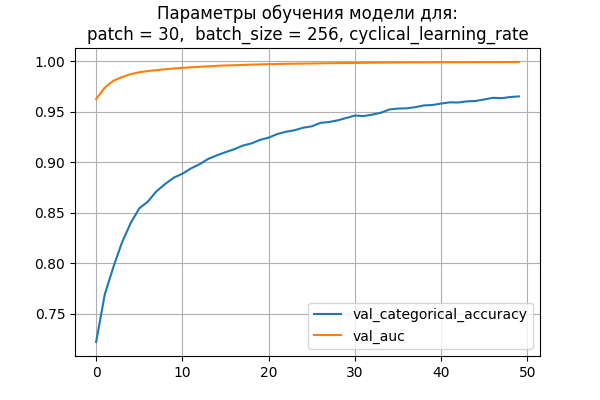 Параметры обучения модели для:
patch = 30, batch_size = 256, cyclical_learning_rate
1.00
0.95
0.90
0.85
0.80
0.75
val_categorical_accuracy
val_auc
0 10 20 30 40 50